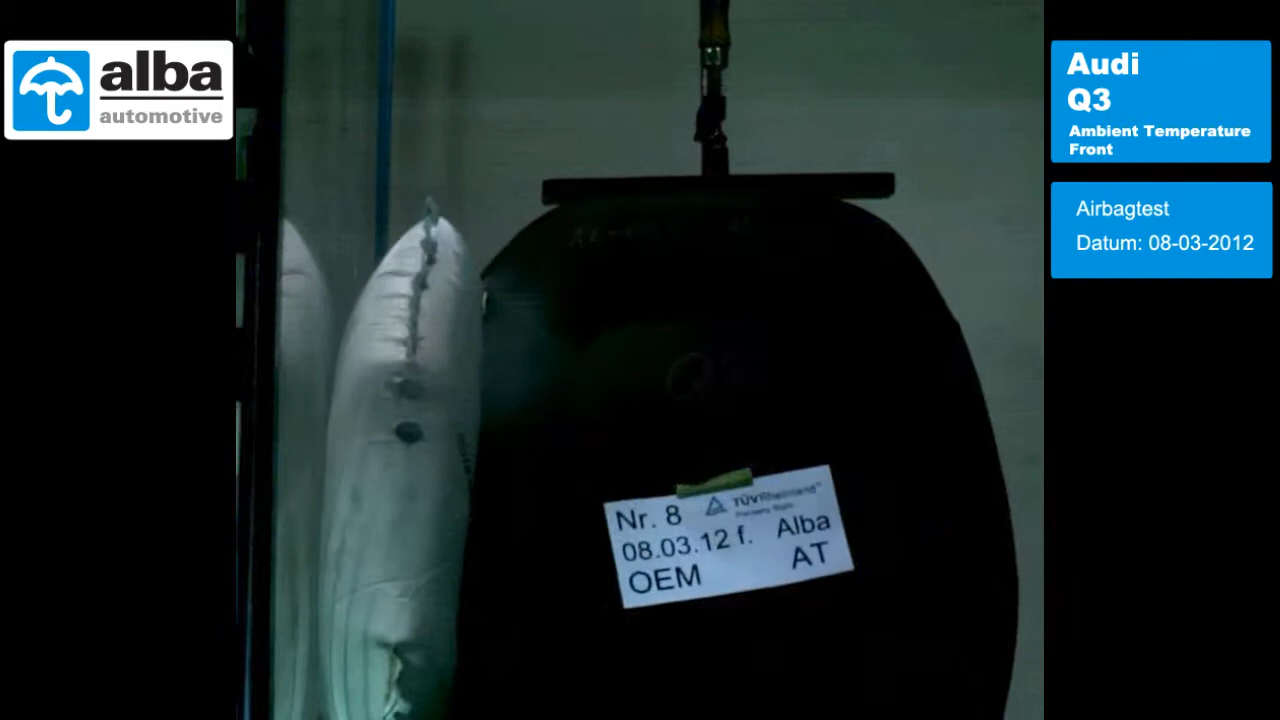 alba
automotive
Audi
Q3
Ambient Temperature
Front
Airbagtest
Datum: 08-03-2012
Nr. 8
TÜVRheinland
08.03.12 f. Alba
OEM AT